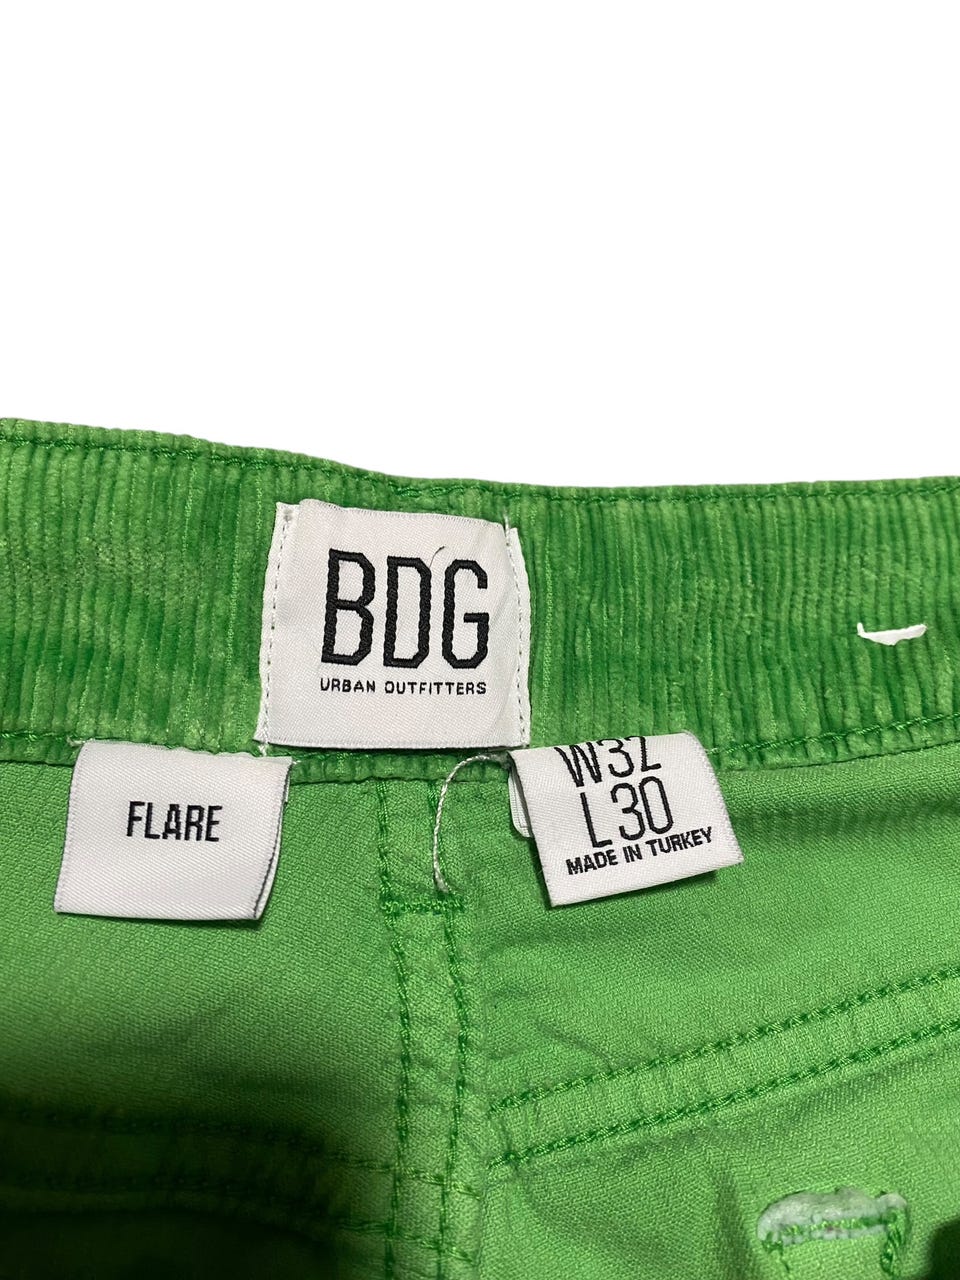 BDG
URBAN OUTFITTERS
FLARE
W32
L30
MADE IN TURKEY